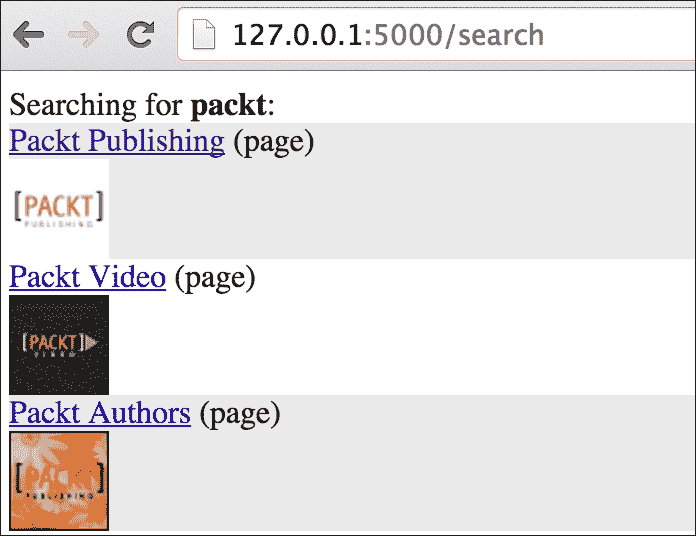 127.0.0.1:5000/search
Searching for packt:
Packt Publishing (page)
[PACKT]
PUBLISHING
Packt Video (page)
[PACKT]
VIDEO
Packt Authors (page)
PUBLISHING